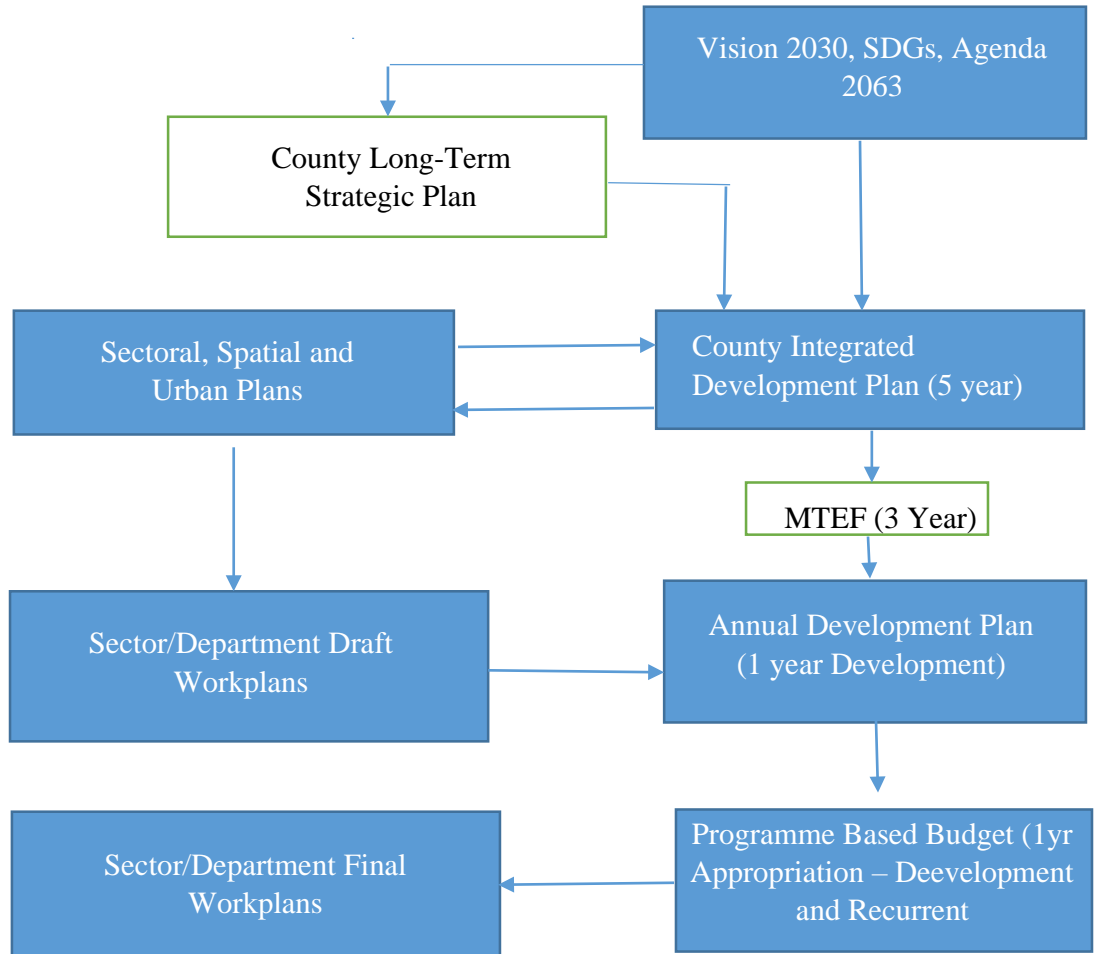 Vision 2030, SDGs, Agenda
2063
County Long-Term
Strategic Plan
Sectoral, Spatial and
Urban Plans
County Integrated
Development Plan (5 year)
MTEF (3 Year)
Sector/Department Draft
Workplans
Annual Development Plan
(1 year Development)
Sector/Department Final
Workplans
Programme Based Budget (1yr
Appropriation – Deevelopment
and Recurrent